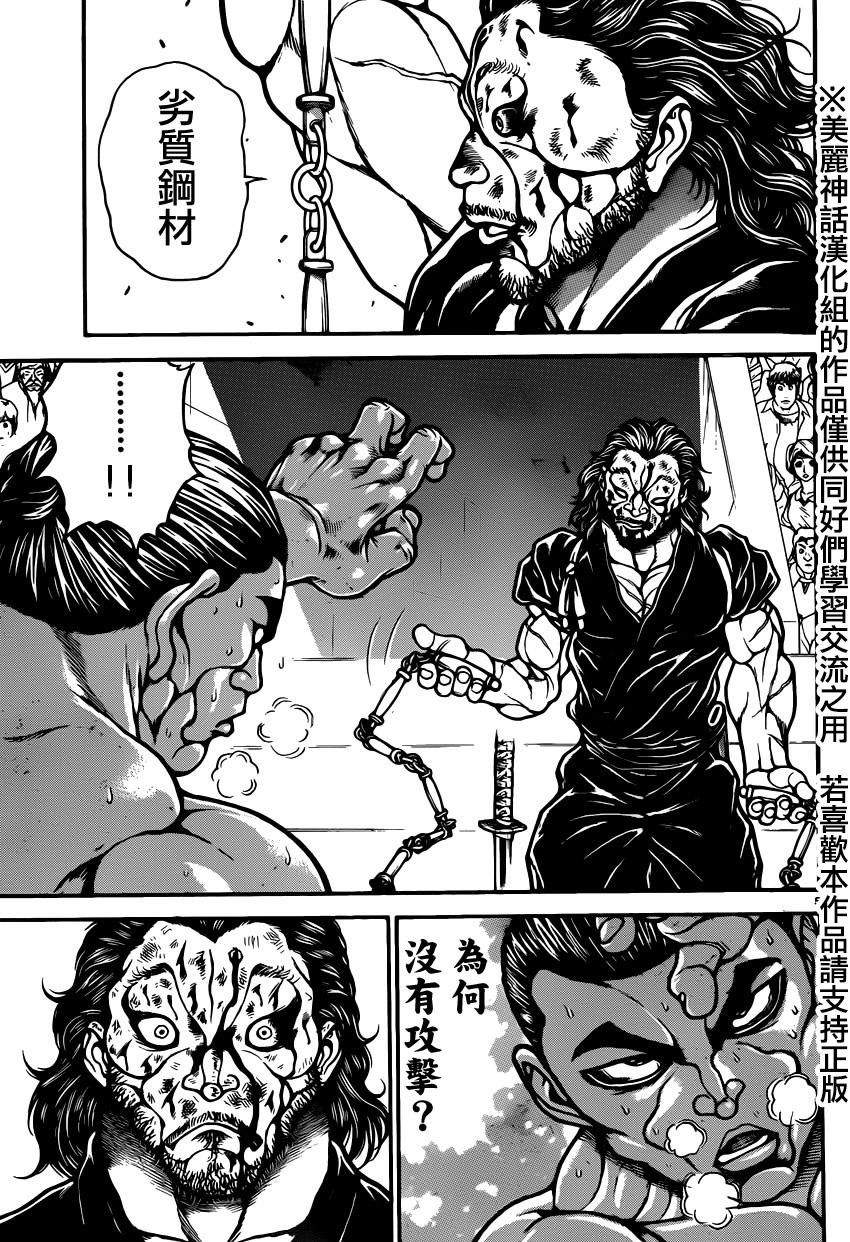 劣質鋼材
………!!
為何
沒有攻擊？
※美麗神話漢化組的作品僅供同好們學習交流之用　若喜歡本作品請支持正版